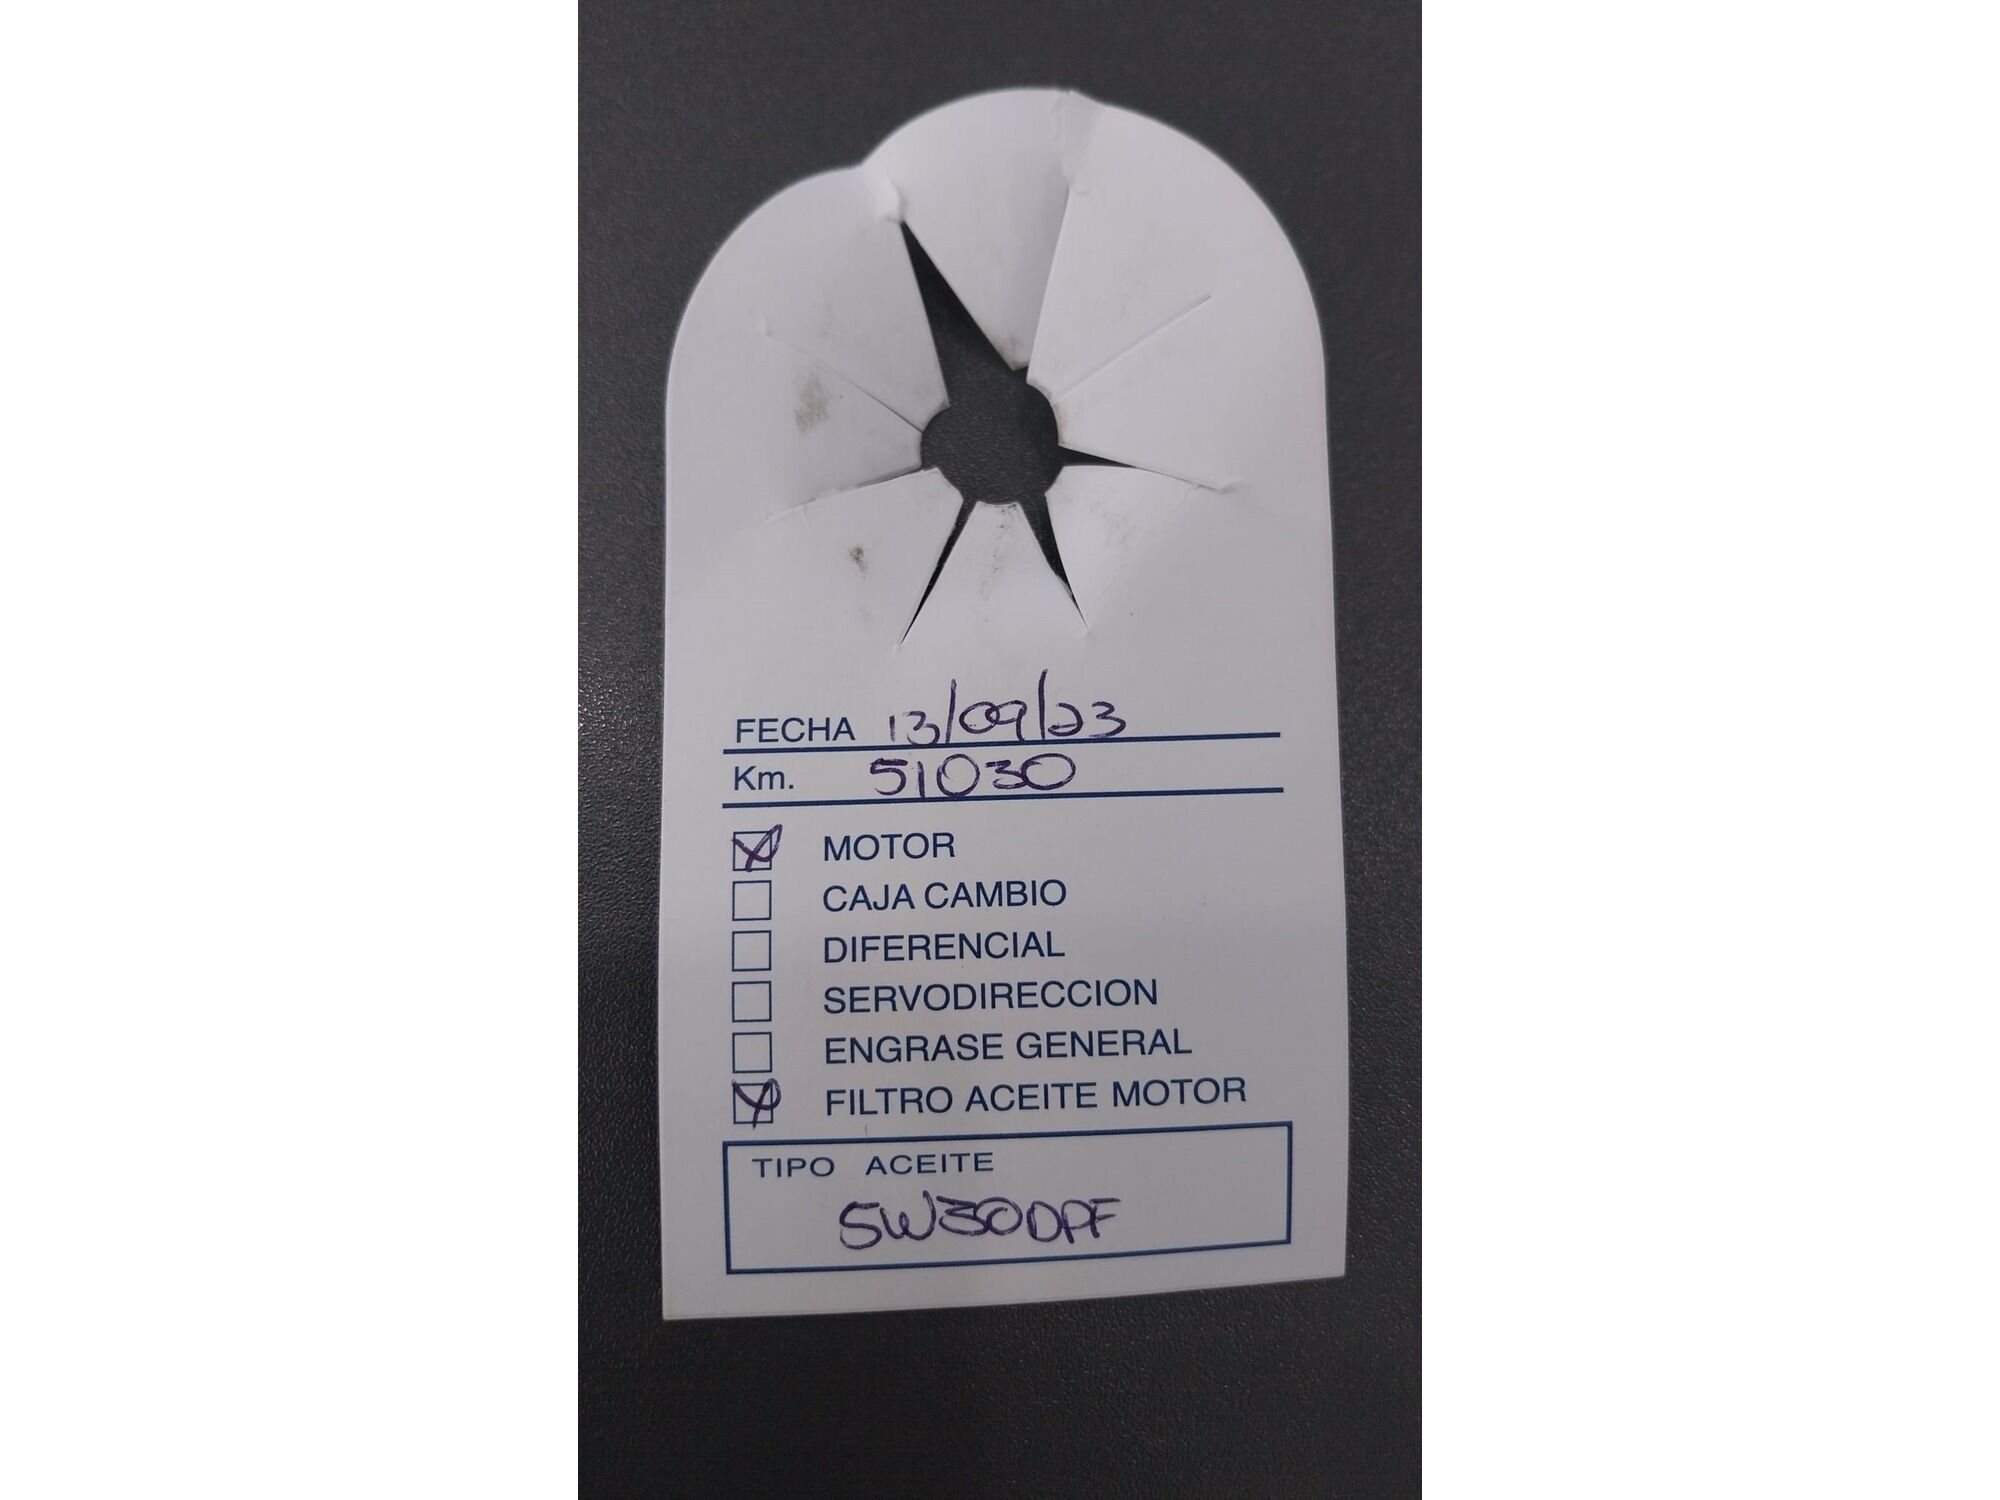 FECHA 13/09/23
Km. 51030
MOTOR
CAJA CAMBIO
DIFERENCIAL
SERVODIRECCION
ENGRASE GENERAL
FILTRO ACEITE MOTOR
TIPO ACEITE
5W30DPF